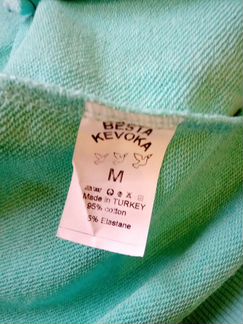 BESTA
KEVOKA
M
Made in TURKEY
95% cotton
5% Elastane